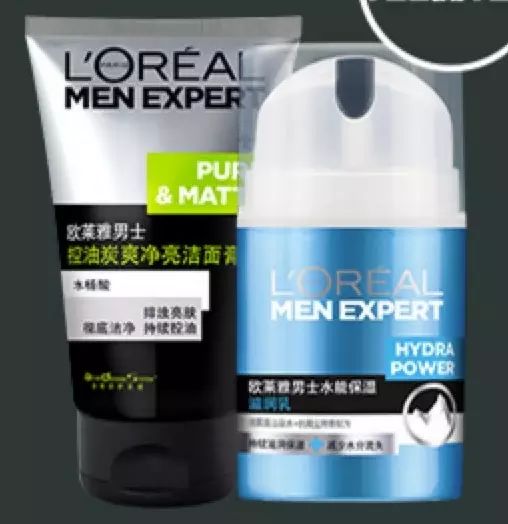 L'ORÉAL
PARIS
MEN EXPERT
PUR
& MATT
欧莱雅男士
控油炭爽净亮洁面膏
水杨酸
排浊亮肤
彻底洁净 持续控油
L'ORÉAL
MEN EXPERT
HYDRA
POWER
欧莱雅男士水能保湿
滋润乳
持续滋润保湿 + 减少水分流失